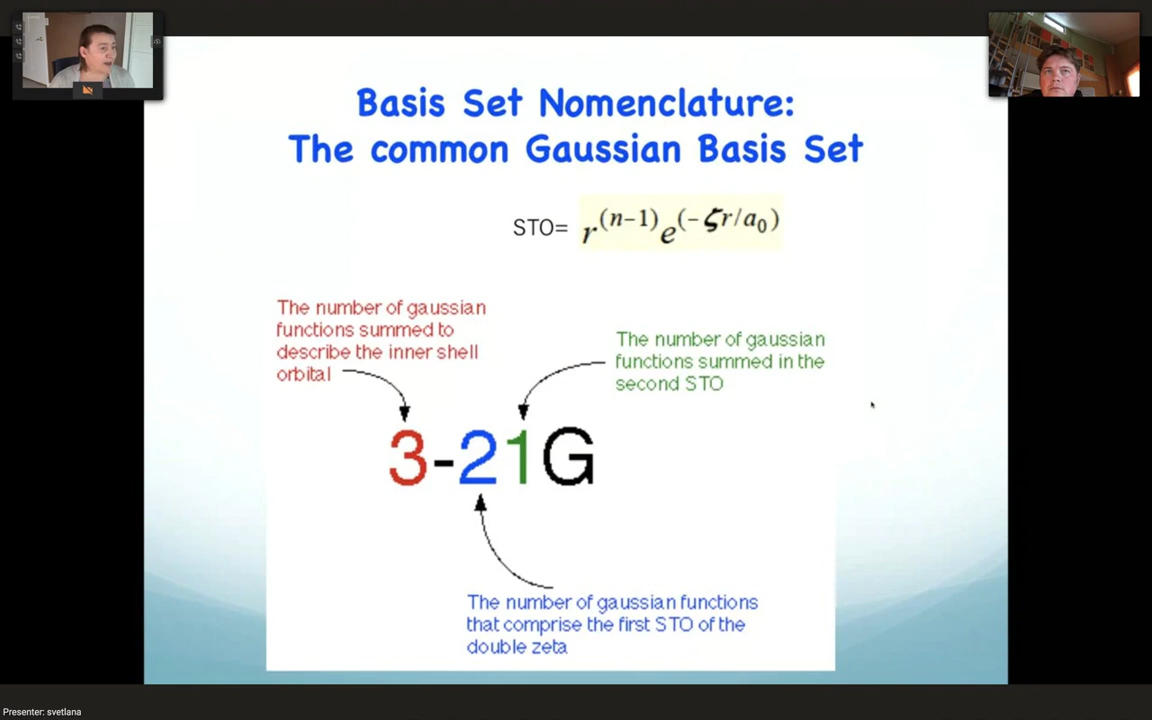 Basis Set Nomenclature:
The common Gaussian Basis Set
STO= r^(n-1) e^(-ζr/a₀)
The number of gaussian
functions summed to
describe the inner shell
orbital
The number of gaussian
functions summed in the
second STO
3-21G
The number of gaussian functions
that comprise the first STO of the
double zeta
Presenter: svetlana